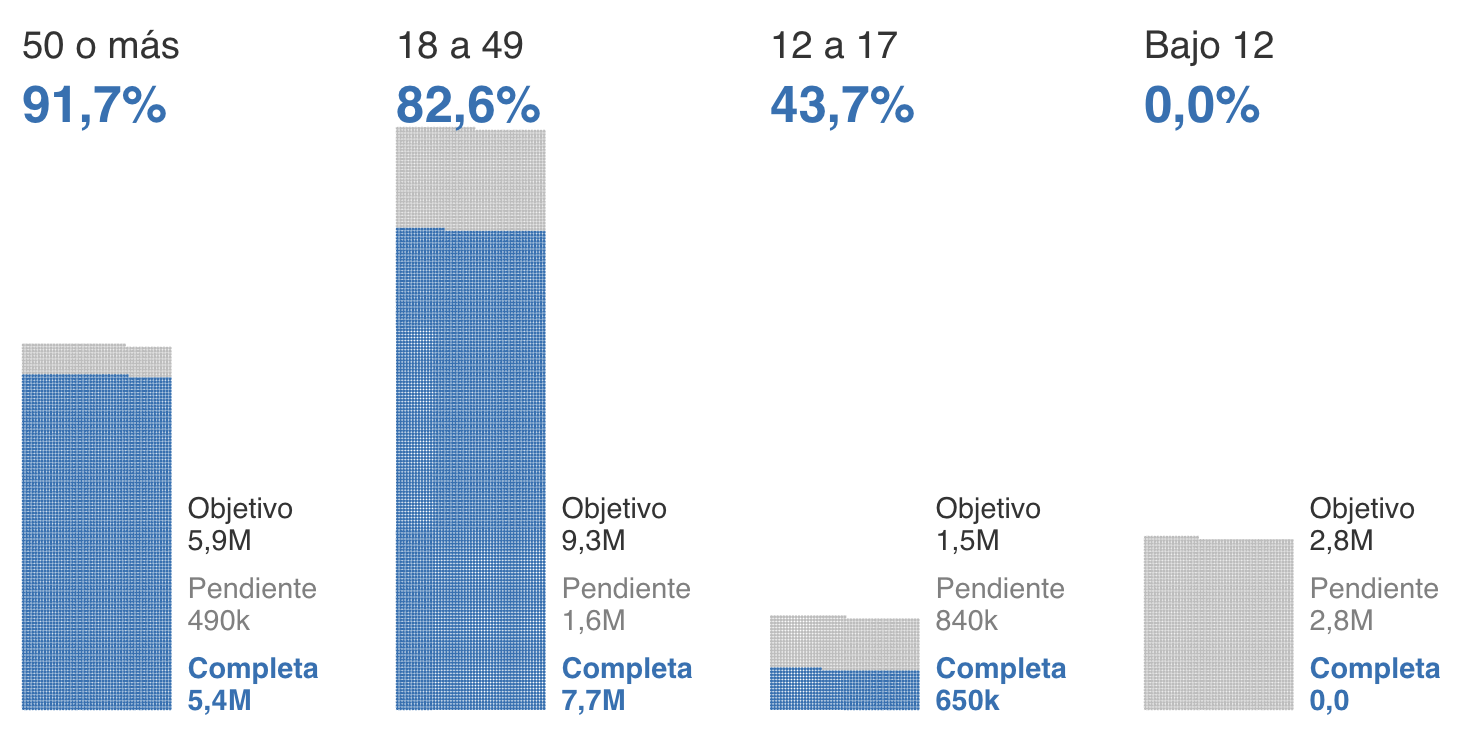 50 o más
91,7%
Objetivo
5,9M
Pendiente
490k
Completa
5,4M
18 a 49
82,6%
Objetivo
9,3M
Pendiente
1,6M
Completa
7,7M
12 a 17
43,7%
Objetivo
1,5M
Pendiente
840k
Completa
650k
Bajo 12
0,0%
Objetivo
2,8M
Pendiente
2,8M
Completa
0,0